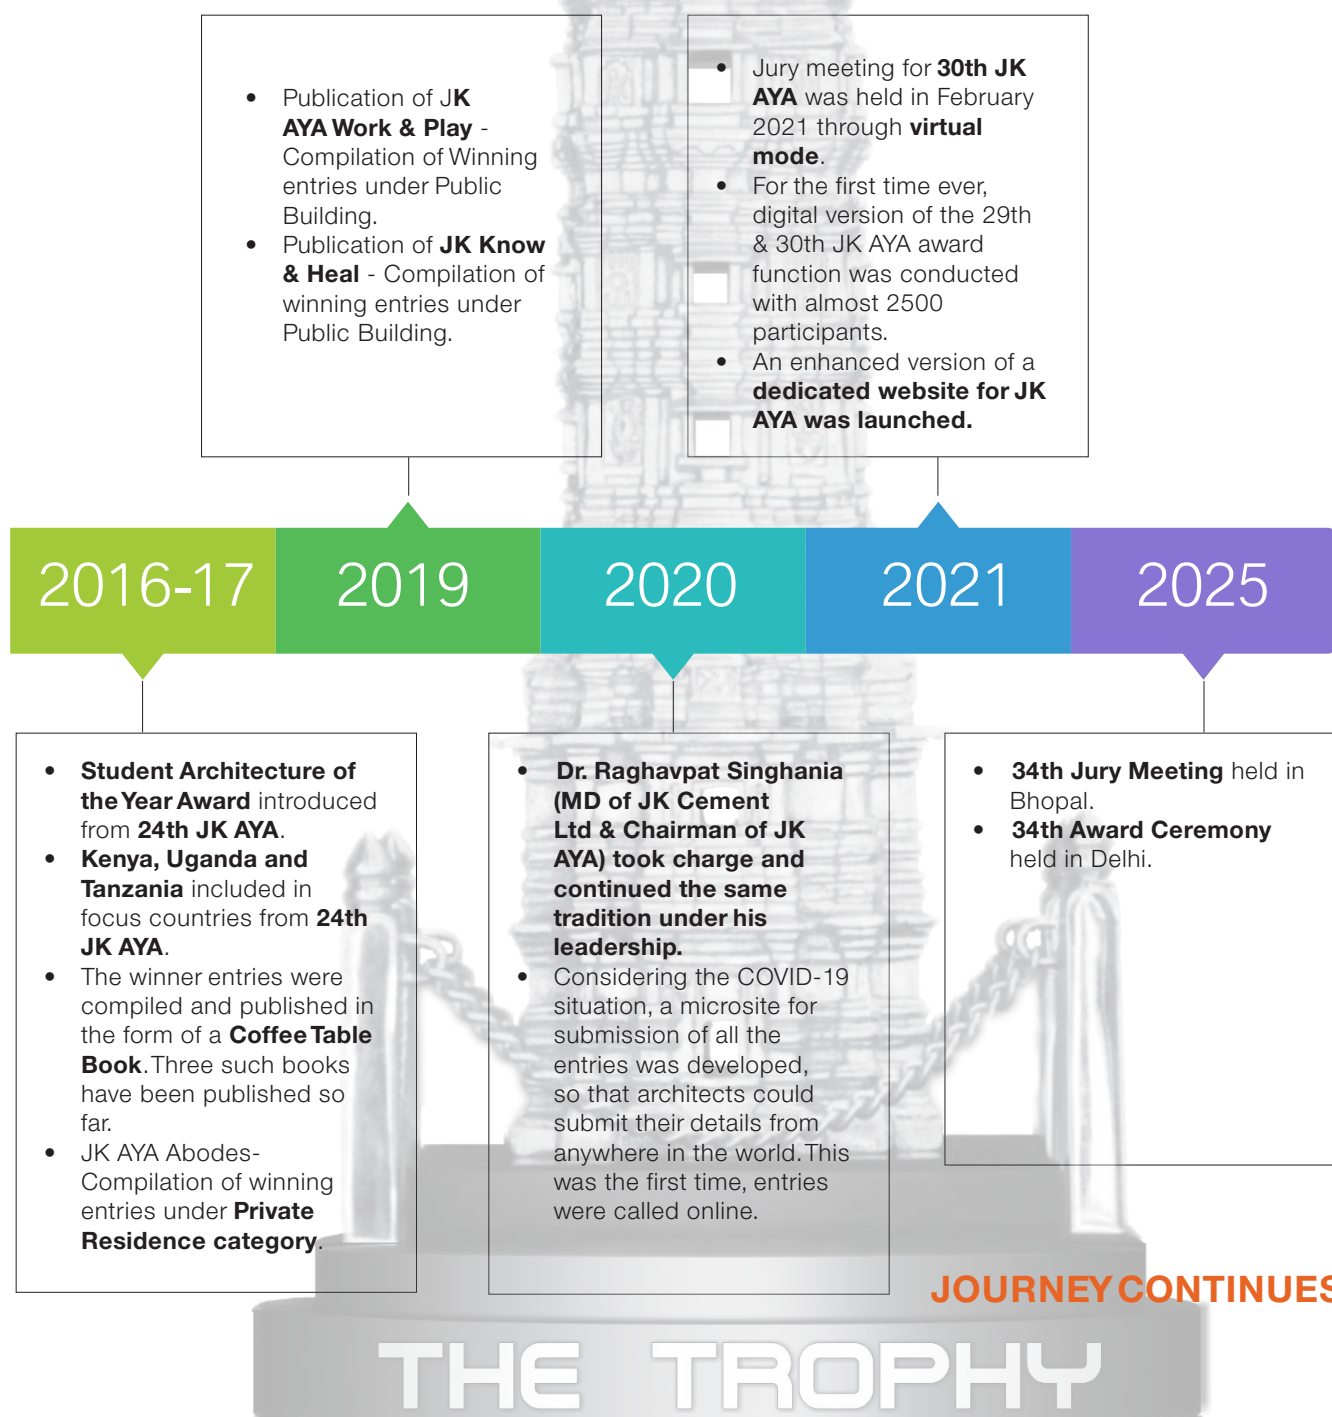 • Publication of JK
AYA Work & Play -
Compilation of Winning
entries under Public
Building.
• Publication of JK Know
& Heal - Compilation of
winning entries under
Public Building.
• Jury meeting for 30th JK
AYA was held in February
2021 through virtual
mode.
• For the first time ever,
digital version of the 29th
& 30th JK AYA award
function was conducted
with almost 2500
participants.
• An enhanced version of a
dedicated website for JK
AYA was launched.
2016-17
2019
2020
2021
2025
• Student Architecture of
the Year Award introduced
from 24th JK AYA.
• Kenya, Uganda and
Tanzania included in
focus countries from 24th
JK AYA.
• The winner entries were
compiled and published in
the form of a Coffee Table
Book. Three such books
have been published so
far.
• JK AYA Abodes-
Compilation of winning
entries under Private
Residence category.
• Dr. Raghavpat Singhania
(MD of JK Cement
Ltd & Chairman of JK
AYA) took charge and
continued the same
tradition under his
leadership.
• Considering the COVID-19
situation, a microsite for
submission of all the
entries was developed,
so that architects could
submit their details from
anywhere in the world. This
was the first time, entries
were called online.
• 34th Jury Meeting held in
Bhopal.
• 34th Award Ceremony
held in Delhi.
JOURNEY CONTINUES
THE TROPHY